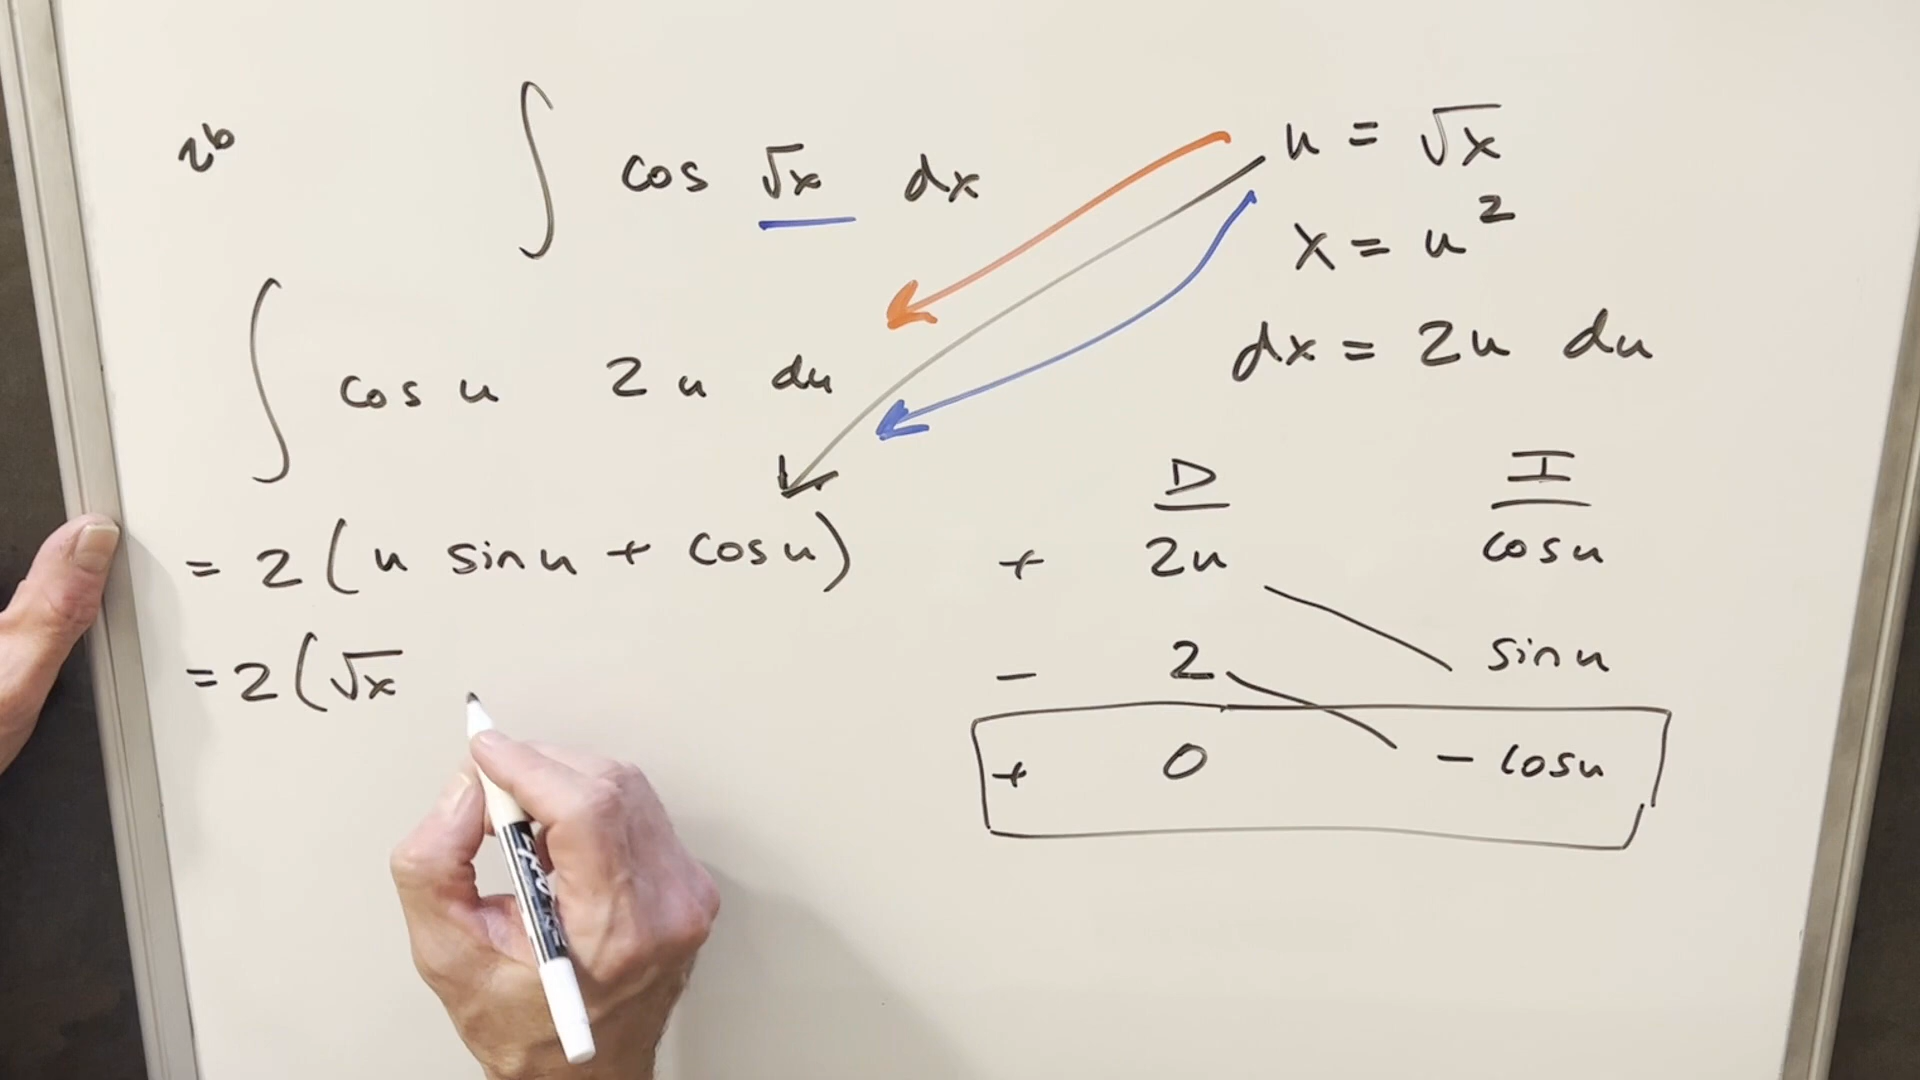 26
∫ cos √x dx
u = √x
x = u²
dx = 2u du
∫ cos u 2u du
= 2(u sin u + cos u)
= 2(√x
D I
+ 2u cos u
- 2 sin u
+ 0 - cos u